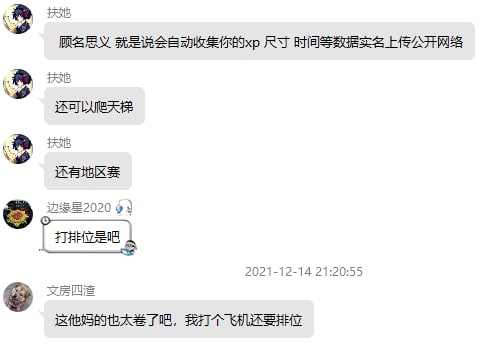 扶她
顾名思义 就是说会自动收集你的xp 尺寸 时间等数据实名上传公开网络
扶她
还可以爬天梯
扶她
还有地区赛
边缘星2020
打排位是吧
2021-12-14 21:20:55
文房四渣
这他妈的也太卷了吧，我打个飞机还要排位